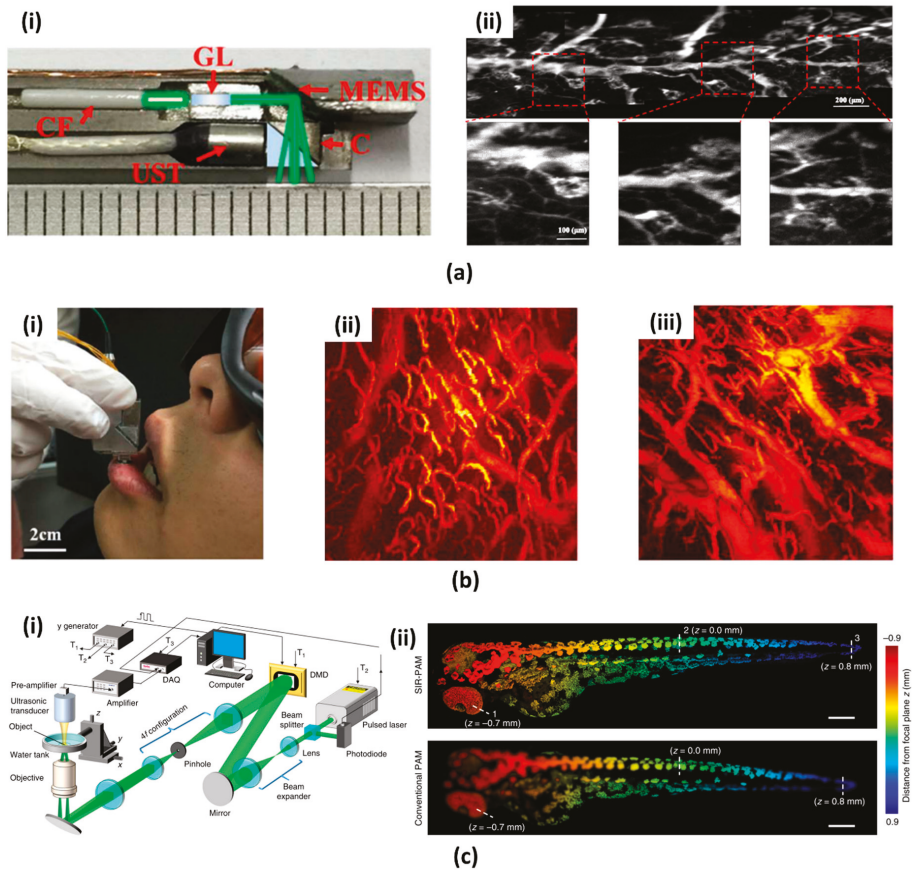 (i)
GL
MEMS
CF
C
UST
(ii)
200 (μm)
100 (μm)
(a)
(i)
2cm
(ii)
(iii)
(b)
(i)
y generator
T1
T2
T3
T3
DAQ
Computer
T1
DMD
T2
Pre-amplifier
Ultrasonic
transducer
Amplifier
Object
Water tank
Objective
z
y
x
4f configuration
Pinhole
Beam
splitter
Lens
Pulsed laser
Photodiode
Beam
expander
Mirror
(ii)
SIR-PAM
2 (z = 0.0 mm)
3
(z = 0.8 mm)
1
(z = −0.7 mm)
Conventional PAM
(z = 0.0 mm)
(z = 0.8 mm)
(z = −0.7 mm)
−0.9
Distance from focal plane z (mm)
0.9
(c)